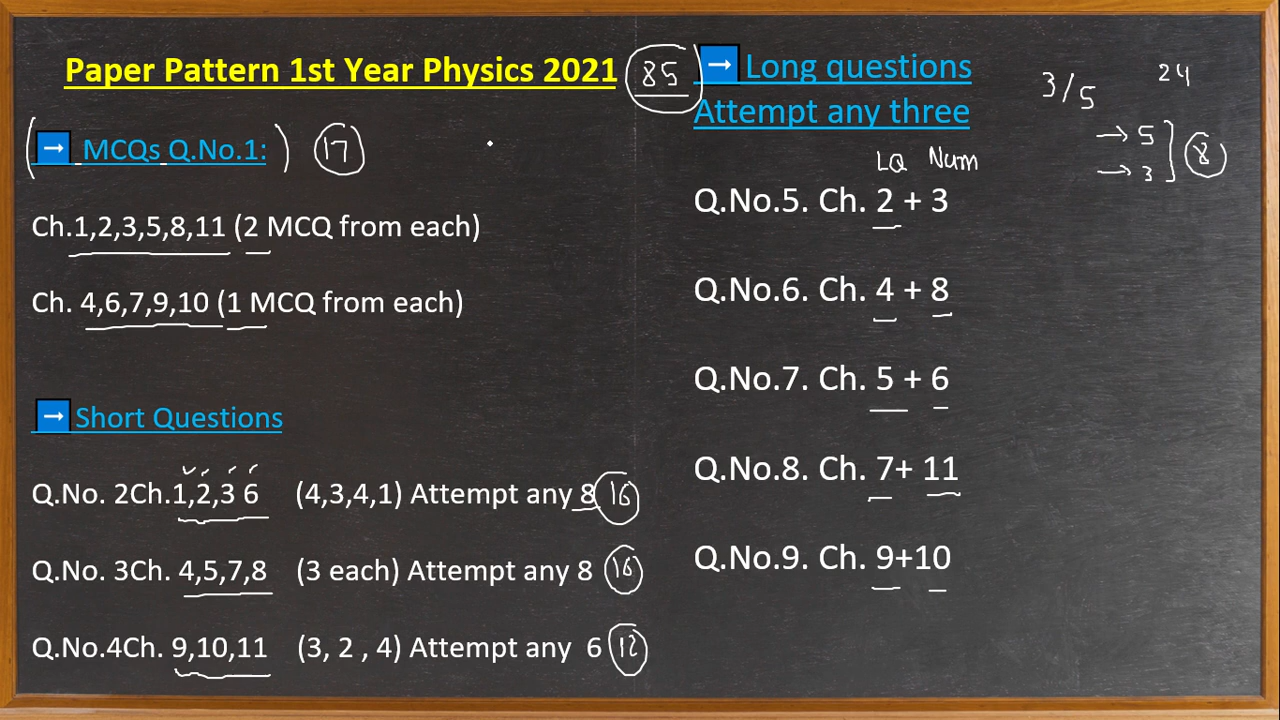 Paper Pattern 1st Year Physics 2021 85
➡ MCQs Q.No.1: ) 17
Ch.1,2,3,5,8,11 (2 MCQ from each)
Ch. 4,6,7,9,10 (1 MCQ from each)
➡ Short Questions
Q.No. 2Ch.1,2,3 6 (4,3,4,1) Attempt any 8 16
Q.No. 3Ch. 4,5,7,8 (3 each) Attempt any 8 16
Q.No.4Ch. 9,10,11 (3, 2 , 4) Attempt any 6 12
➡ Long questions
Attempt any three
3/5 24
→ 5
→ 3 ] 8
LQ Num
Q.No.5. Ch. 2 + 3
Q.No.6. Ch. 4 + 8
Q.No.7. Ch. 5 + 6
Q.No.8. Ch. 7+ 11
Q.No.9. Ch. 9+10